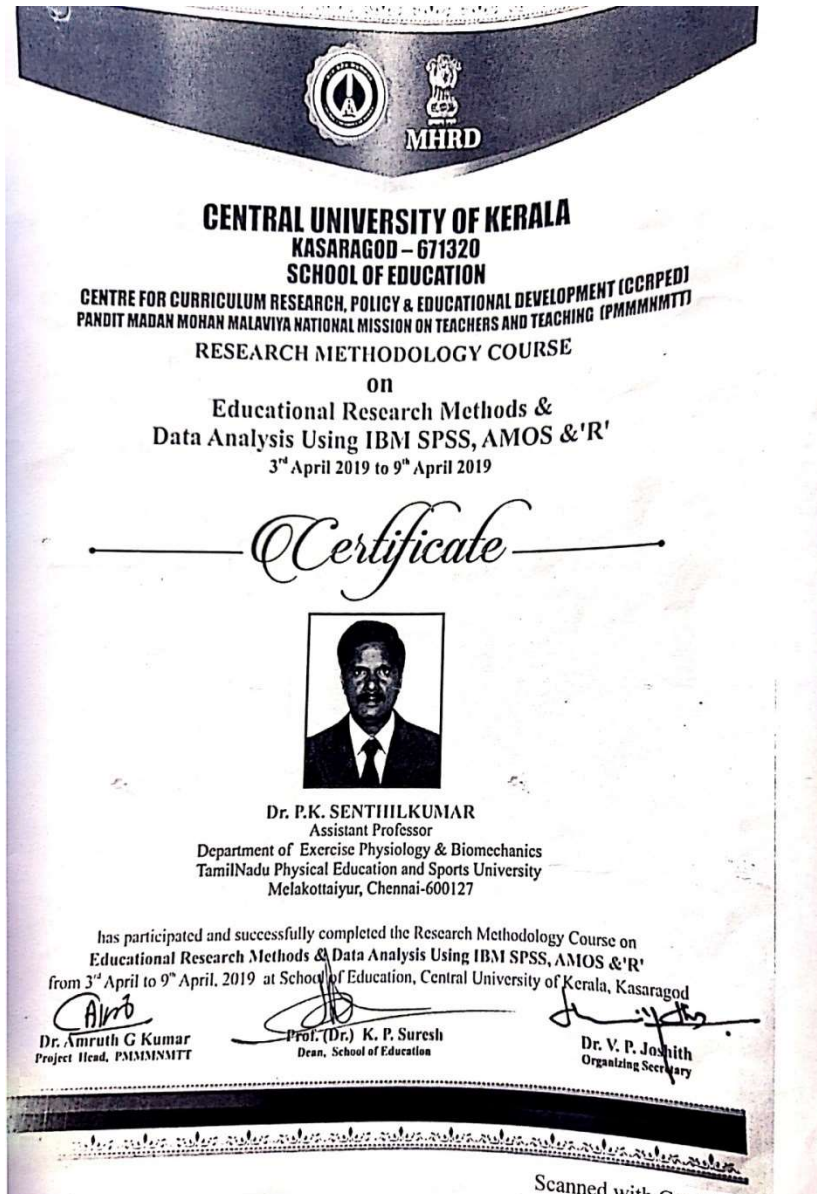 MHRD
CENTRAL UNIVERSITY OF KERALA
KASARAGOD – 671320
SCHOOL OF EDUCATION
CENTRE FOR CURRICULUM RESEARCH, POLICY & EDUCATIONAL DEVELOPMENT (CCRPED)
PANDIT MADAN MOHAN MALAVIYA NATIONAL MISSION ON TEACHERS AND TEACHING (PMMMNMTT)
RESEARCH METHODOLOGY COURSE
on
Educational Research Methods &
Data Analysis Using IBM SPSS, AMOS &'R'
3rd April 2019 to 9th April 2019
Certificate
Dr. P.K. SENTHILKUMAR
Assistant Professor
Department of Exercise Physiology & Biomechanics
TamilNadu Physical Education and Sports University
Melakottaiyur, Chennai-600127
has participated and successfully completed the Research Methodology Course on
Educational Research Methods & Data Analysis Using IBM SPSS, AMOS &'R'
from 3rd April to 9th April, 2019 at School of Education, Central University of Kerala, Kasaragod
Dr. Amruth G Kumar
Project Head, PMMMNMTT
Prof. (Dr.) K. P. Suresh
Dean, School of Education
Dr. V. P. Joshith
Organizing Secretary
Scanned with